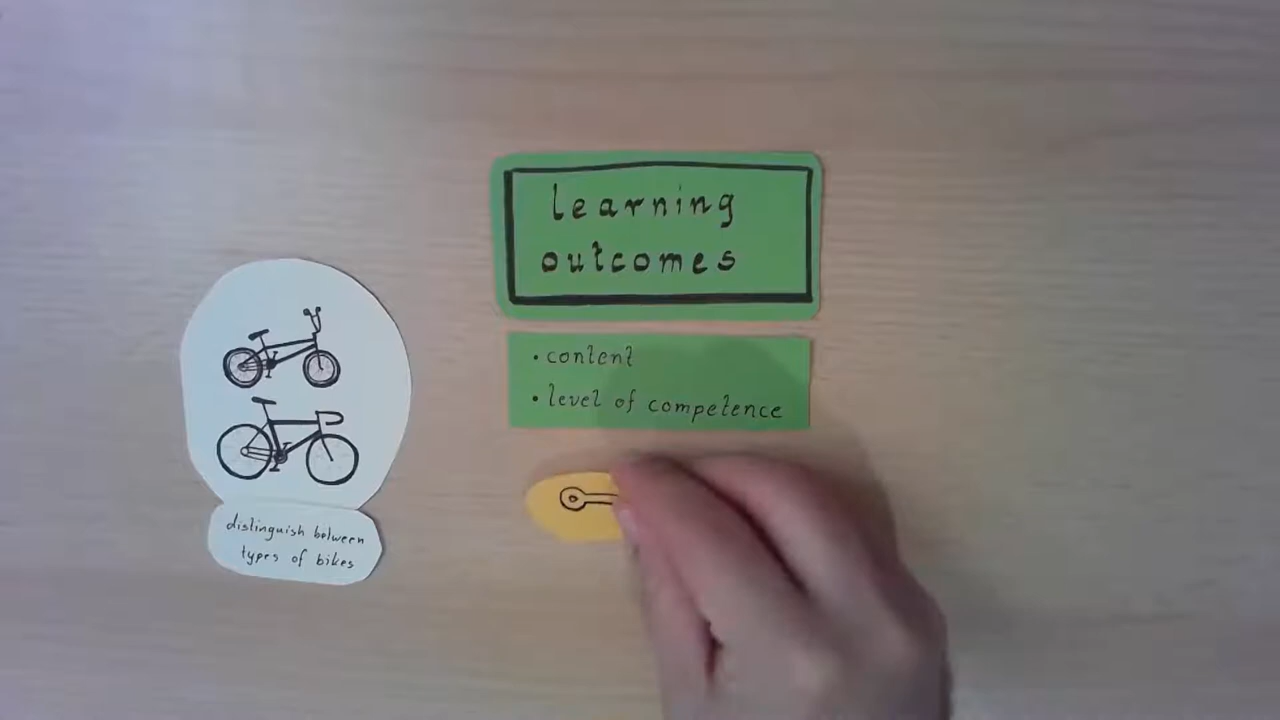 learning
outcomes
• content
• level of competence
distinguish between
types of bikes